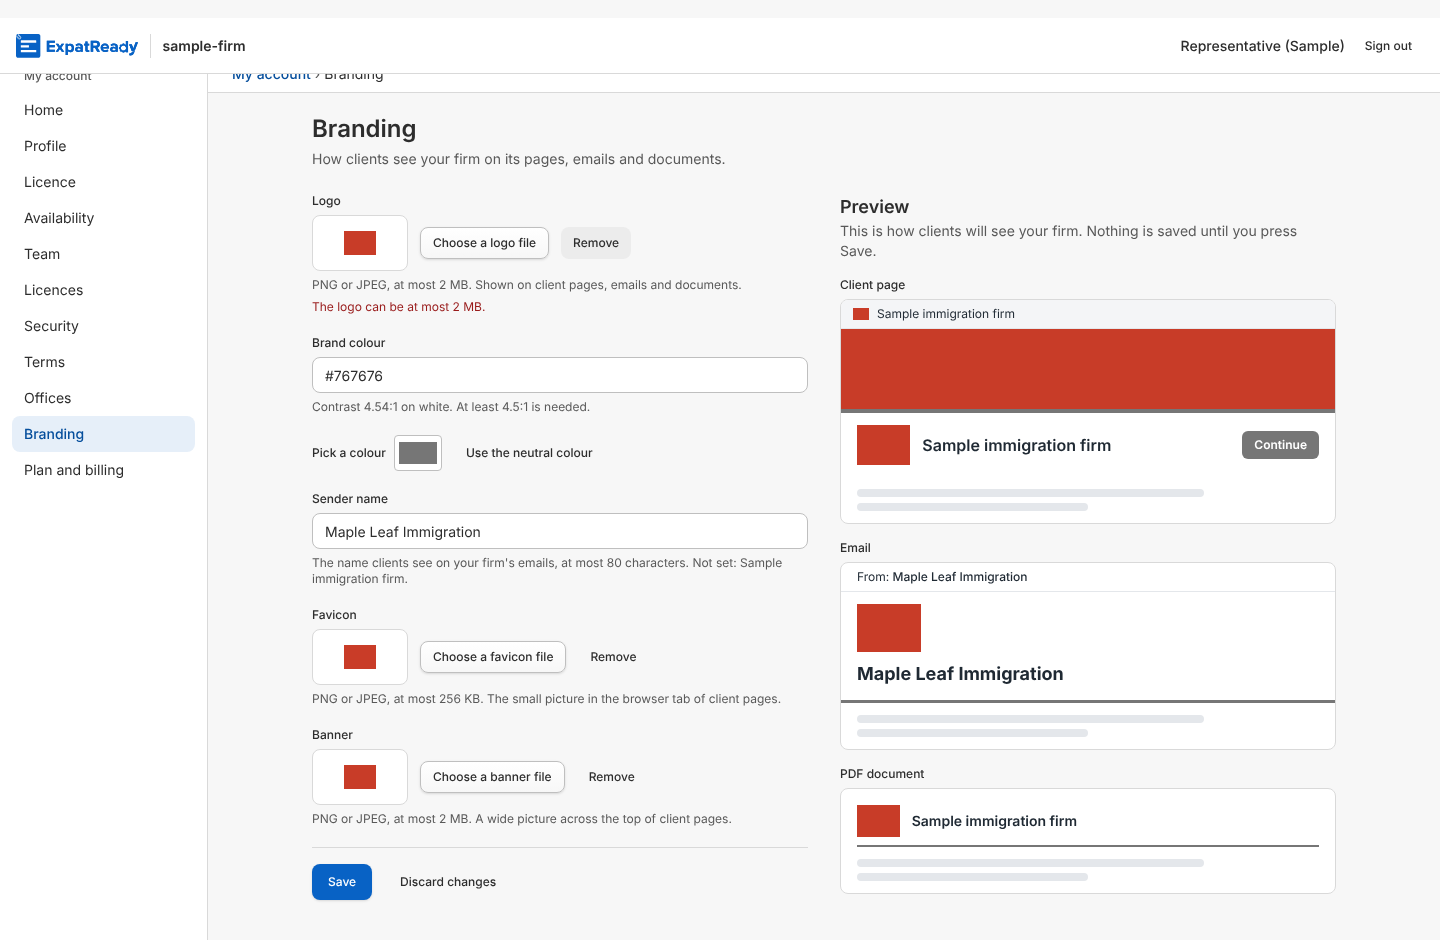 ExpatReady
sample-firm
Representative (Sample)
Sign out
My account
Home
Profile
Licence
Availability
Team
Licences
Security
Terms
Offices
Branding
Plan and billing
My account › Branding
Branding
How clients see your firm on its pages, emails and documents.
Logo
Choose a logo file
Remove
PNG or JPEG, at most 2 MB. Shown on client pages, emails and documents.
The logo can be at most 2 MB.
Brand colour
#767676
Contrast 4.54:1 on white. At least 4.5:1 is needed.
Pick a colour
Use the neutral colour
Sender name
Maple Leaf Immigration
The name clients see on your firm's emails, at most 80 characters. Not set: Sample
immigration firm.
Favicon
Choose a favicon file
Remove
PNG or JPEG, at most 256 KB. The small picture in the browser tab of client pages.
Banner
Choose a banner file
Remove
PNG or JPEG, at most 2 MB. A wide picture across the top of client pages.
Save
Discard changes
Preview
This is how clients will see your firm. Nothing is saved until you press
Save.
Client page
Sample immigration firm
Sample immigration firm
Continue
Email
From: Maple Leaf Immigration
Maple Leaf Immigration
PDF document
Sample immigration firm